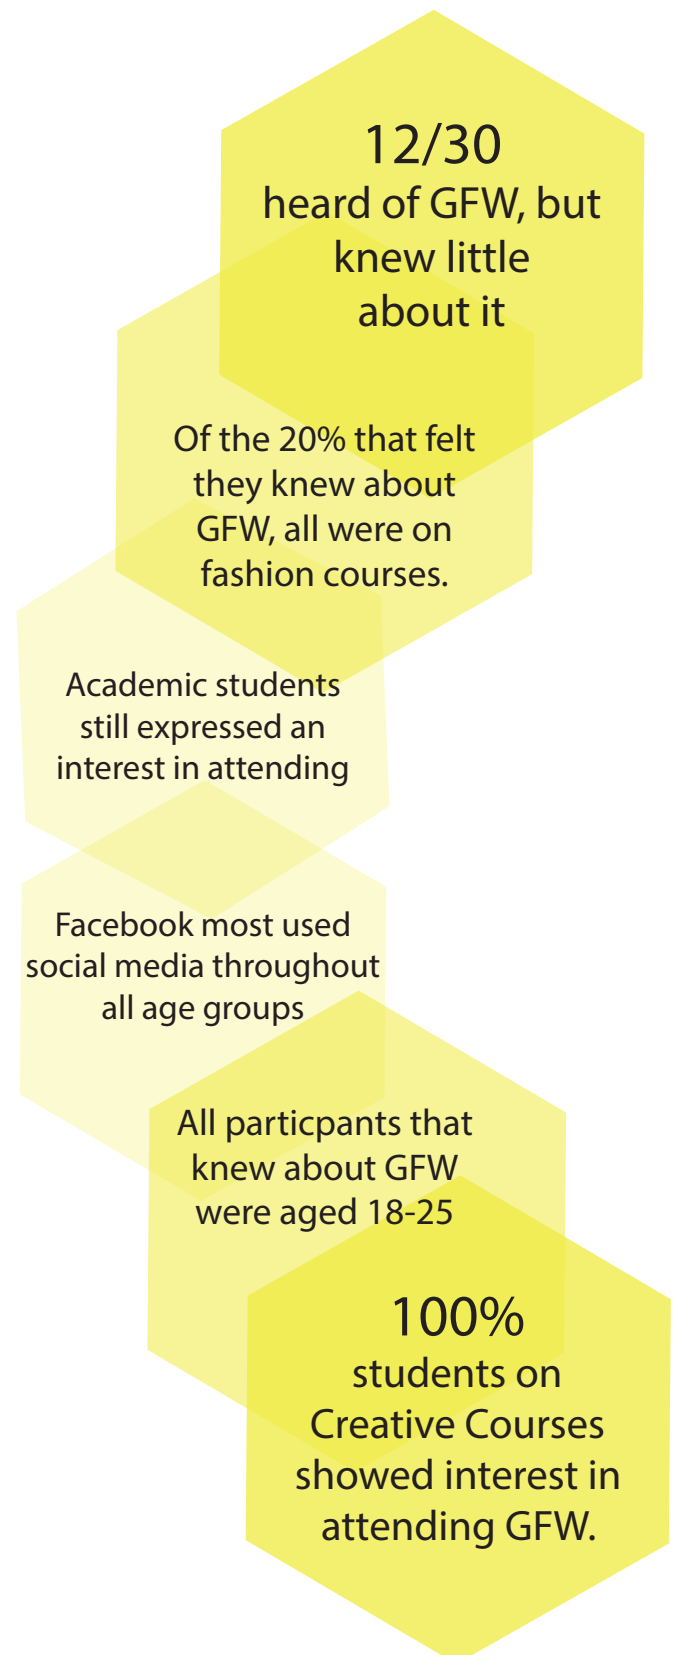 12/30
heard of GFW, but
knew little
about it
Of the 20% that felt
they knew about
GFW, all were on
fashion courses.
Academic students
still expressed an
interest in attending
Facebook most used
social media throughout
all age groups
All particpants that
knew about GFW
were aged 18-25
100%
students on
Creative Courses
showed interest in
attending GFW.